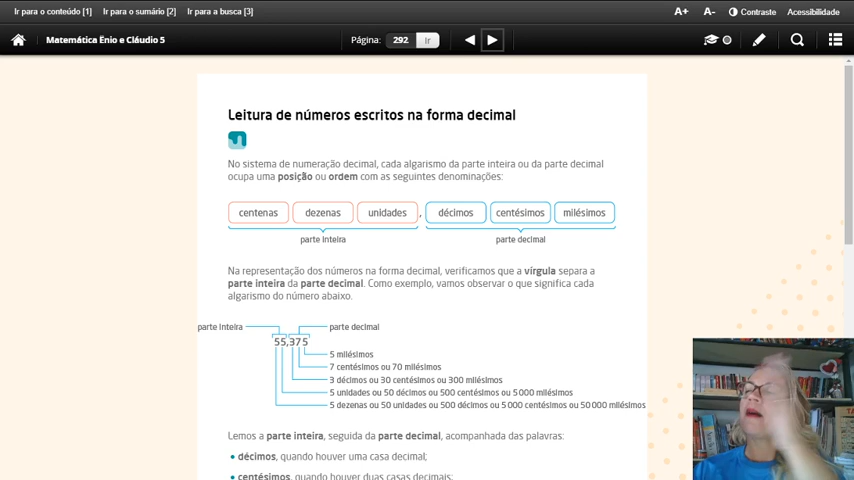 Ir para o conteúdo [1] Ir para o sumário [2] Ir para a busca [3] A+ A- Contraste Acessibilidade
Matemática Enio e Cláudio 5 Página: 292 Ir
Leitura de números escritos na forma decimal
No sistema de numeração decimal, cada algarismo da parte inteira ou da parte decimal
ocupa uma posição ou ordem com as seguintes denominações:
centenas dezenas unidades , décimos centésimos milésimos
parte inteira parte decimal
Na representação dos números na forma decimal, verificamos que a vírgula separa a
parte inteira da parte decimal. Como exemplo, vamos observar o que significa cada
algarismo do número abaixo.
parte inteira parte decimal
55,375
5 milésimos
7 centésimos ou 70 milésimos
3 décimos ou 30 centésimos ou 300 milésimos
5 unidades ou 50 décimos ou 500 centésimos ou 5 000 milésimos
5 dezenas ou 50 unidades ou 500 décimos ou 5 000 centésimos ou 50 000 milésimos
Lemos a parte inteira, seguida da parte decimal, acompanhada das palavras:
• décimos, quando houver uma casa decimal;
• centésimos, quando houver duas casas decimais;